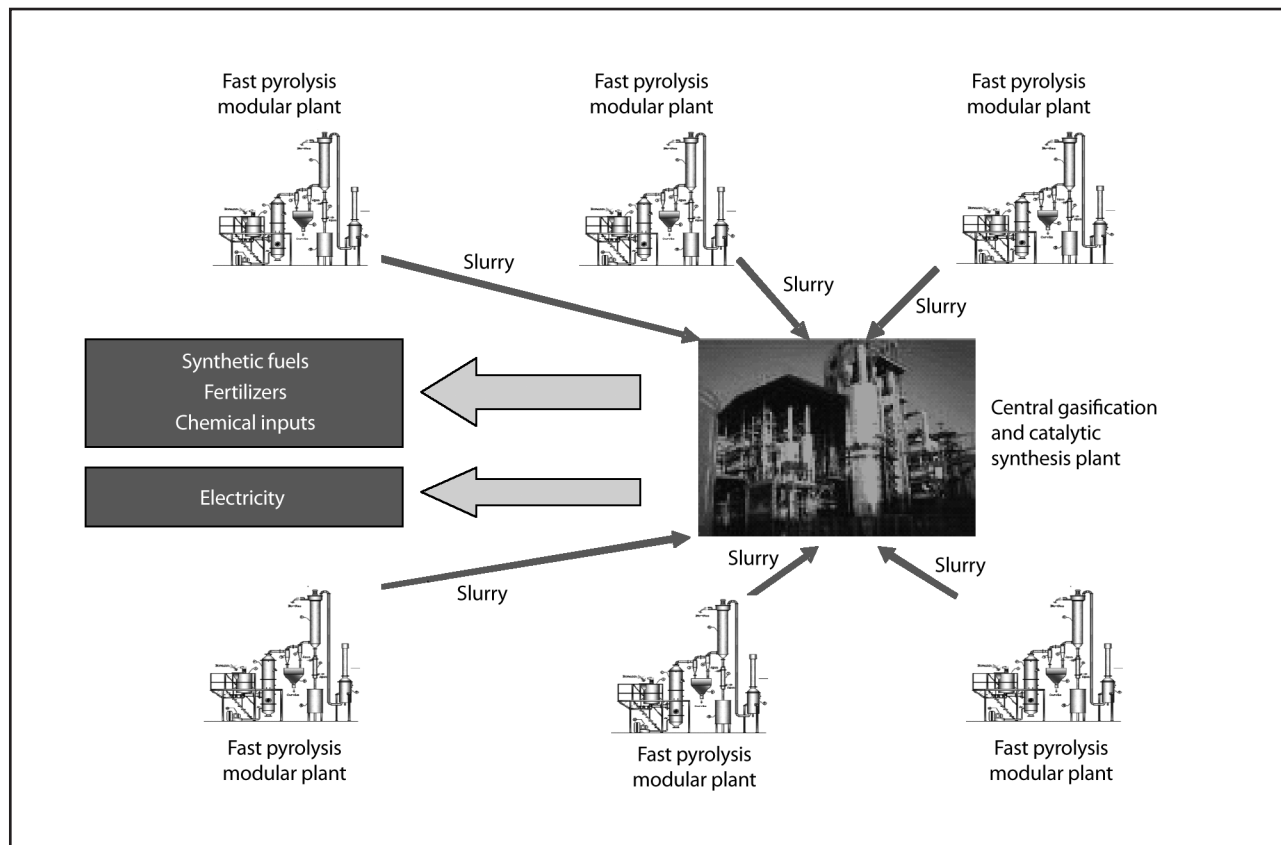 Fast pyrolysis
modular plant
Fast pyrolysis
modular plant
Fast pyrolysis
modular plant
Slurry
Slurry
Slurry
Synthetic fuels
Fertilizers
Chemical inputs
Electricity
Central gasification
and catalytic
synthesis plant
Slurry
Slurry
Slurry
Fast pyrolysis
modular plant
Fast pyrolysis
modular plant
Fast pyrolysis
modular plant